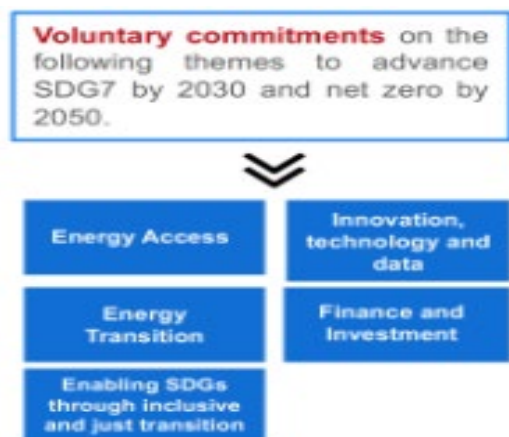 Voluntary commitments on the
following themes to advance
SDG7 by 2030 and net zero by
2050.
Energy Access
Innovation,
technology and
data
Energy
Transition
Finance and
Investment
Enabling SDGs
through inclusive
and just transition